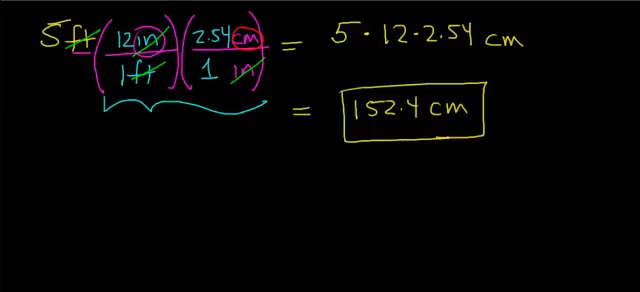 5 ft (12 in / 1 ft) (2.54 cm / 1 in) = 5 · 12 · 2.54 cm
= 152.4 cm